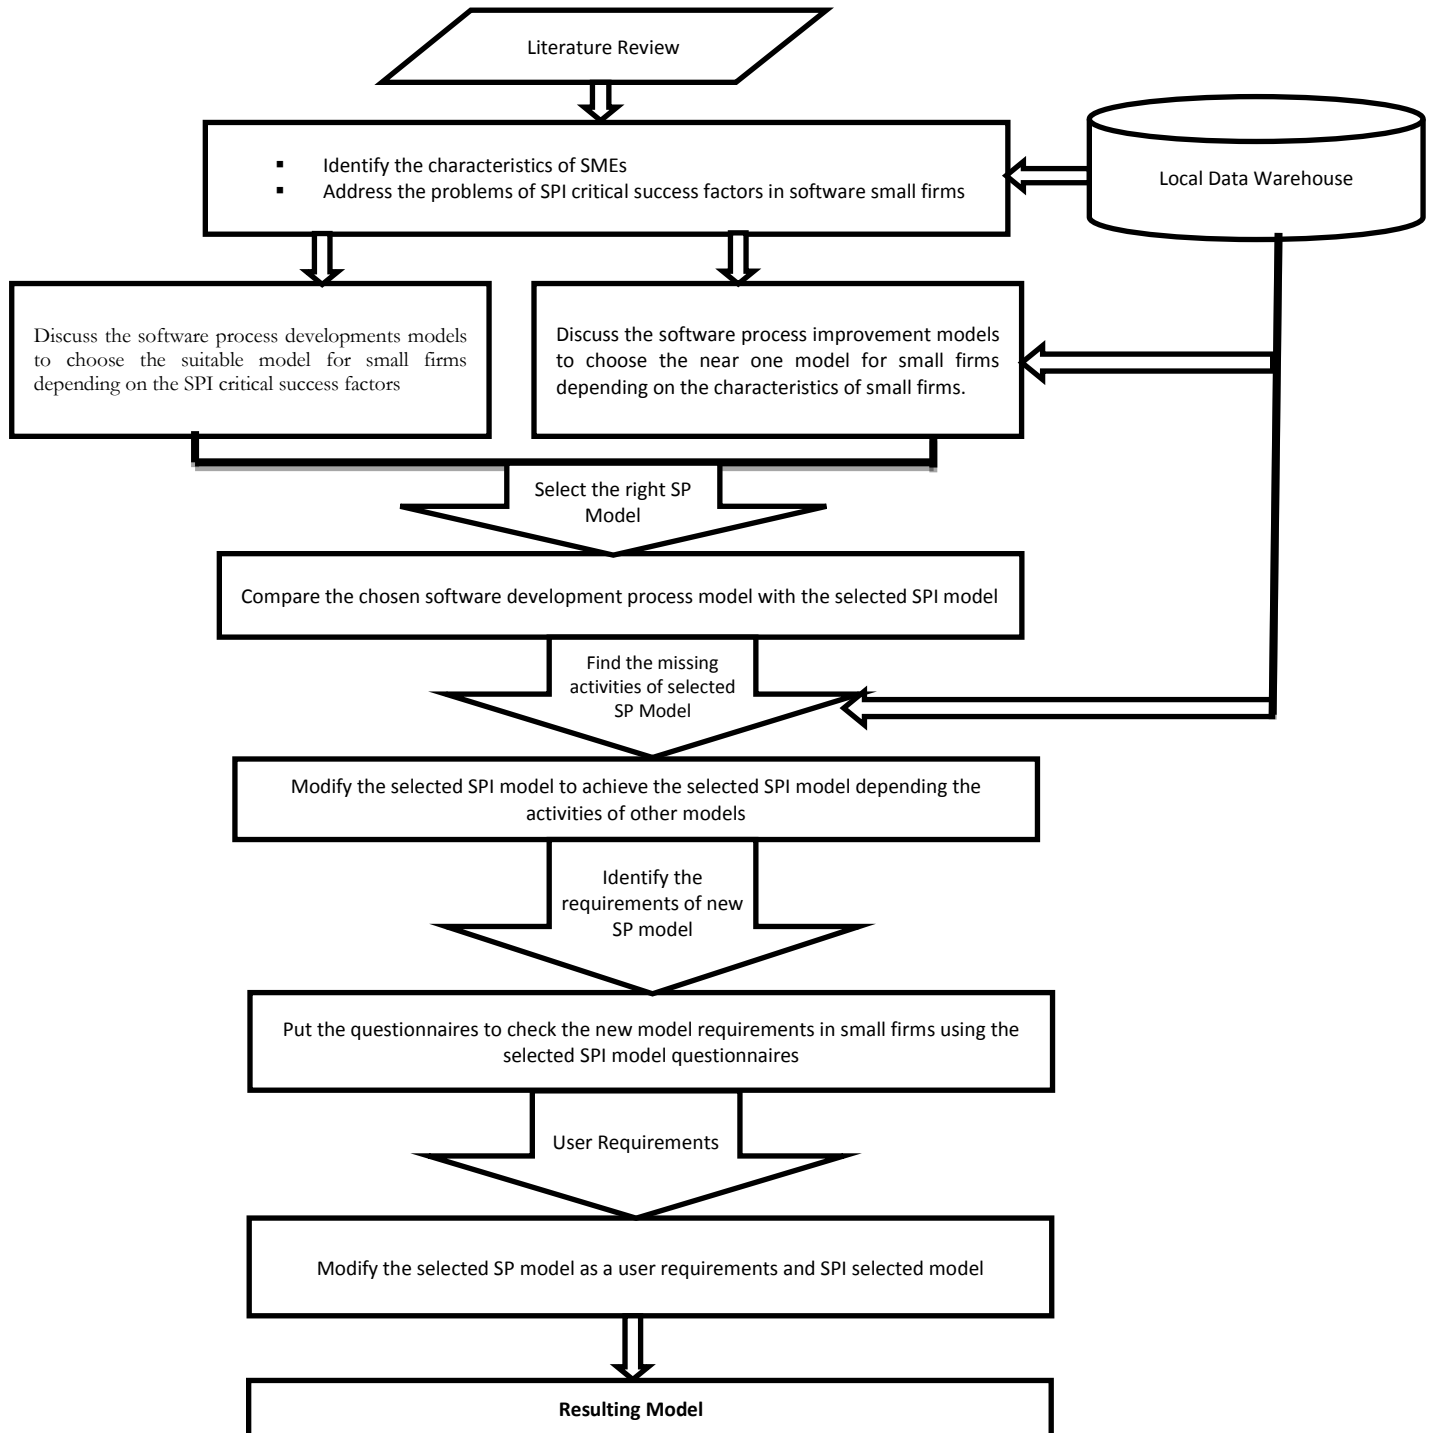 Literature Review
▪ Identify the characteristics of SMEs
▪ Address the problems of SPI critical success factors in software small firms
Local Data Warehouse
Discuss the software process developments models
to choose the suitable model for small firms
depending on the SPI critical success factors
Discuss the software process improvement models
to choose the near one model for small firms
depending on the characteristics of small firms.
Select the right SP
Model
Compare the chosen software development process model with the selected SPI model
Find the missing
activities of selected
SP Model
Modify the selected SPI model to achieve the selected SPI model depending the
activities of other models
Identify the
requirements of new
SP model
Put the questionnaires to check the new model requirements in small firms using the
selected SPI model questionnaires
User Requirements
Modify the selected SP model as a user requirements and SPI selected model
Resulting Model